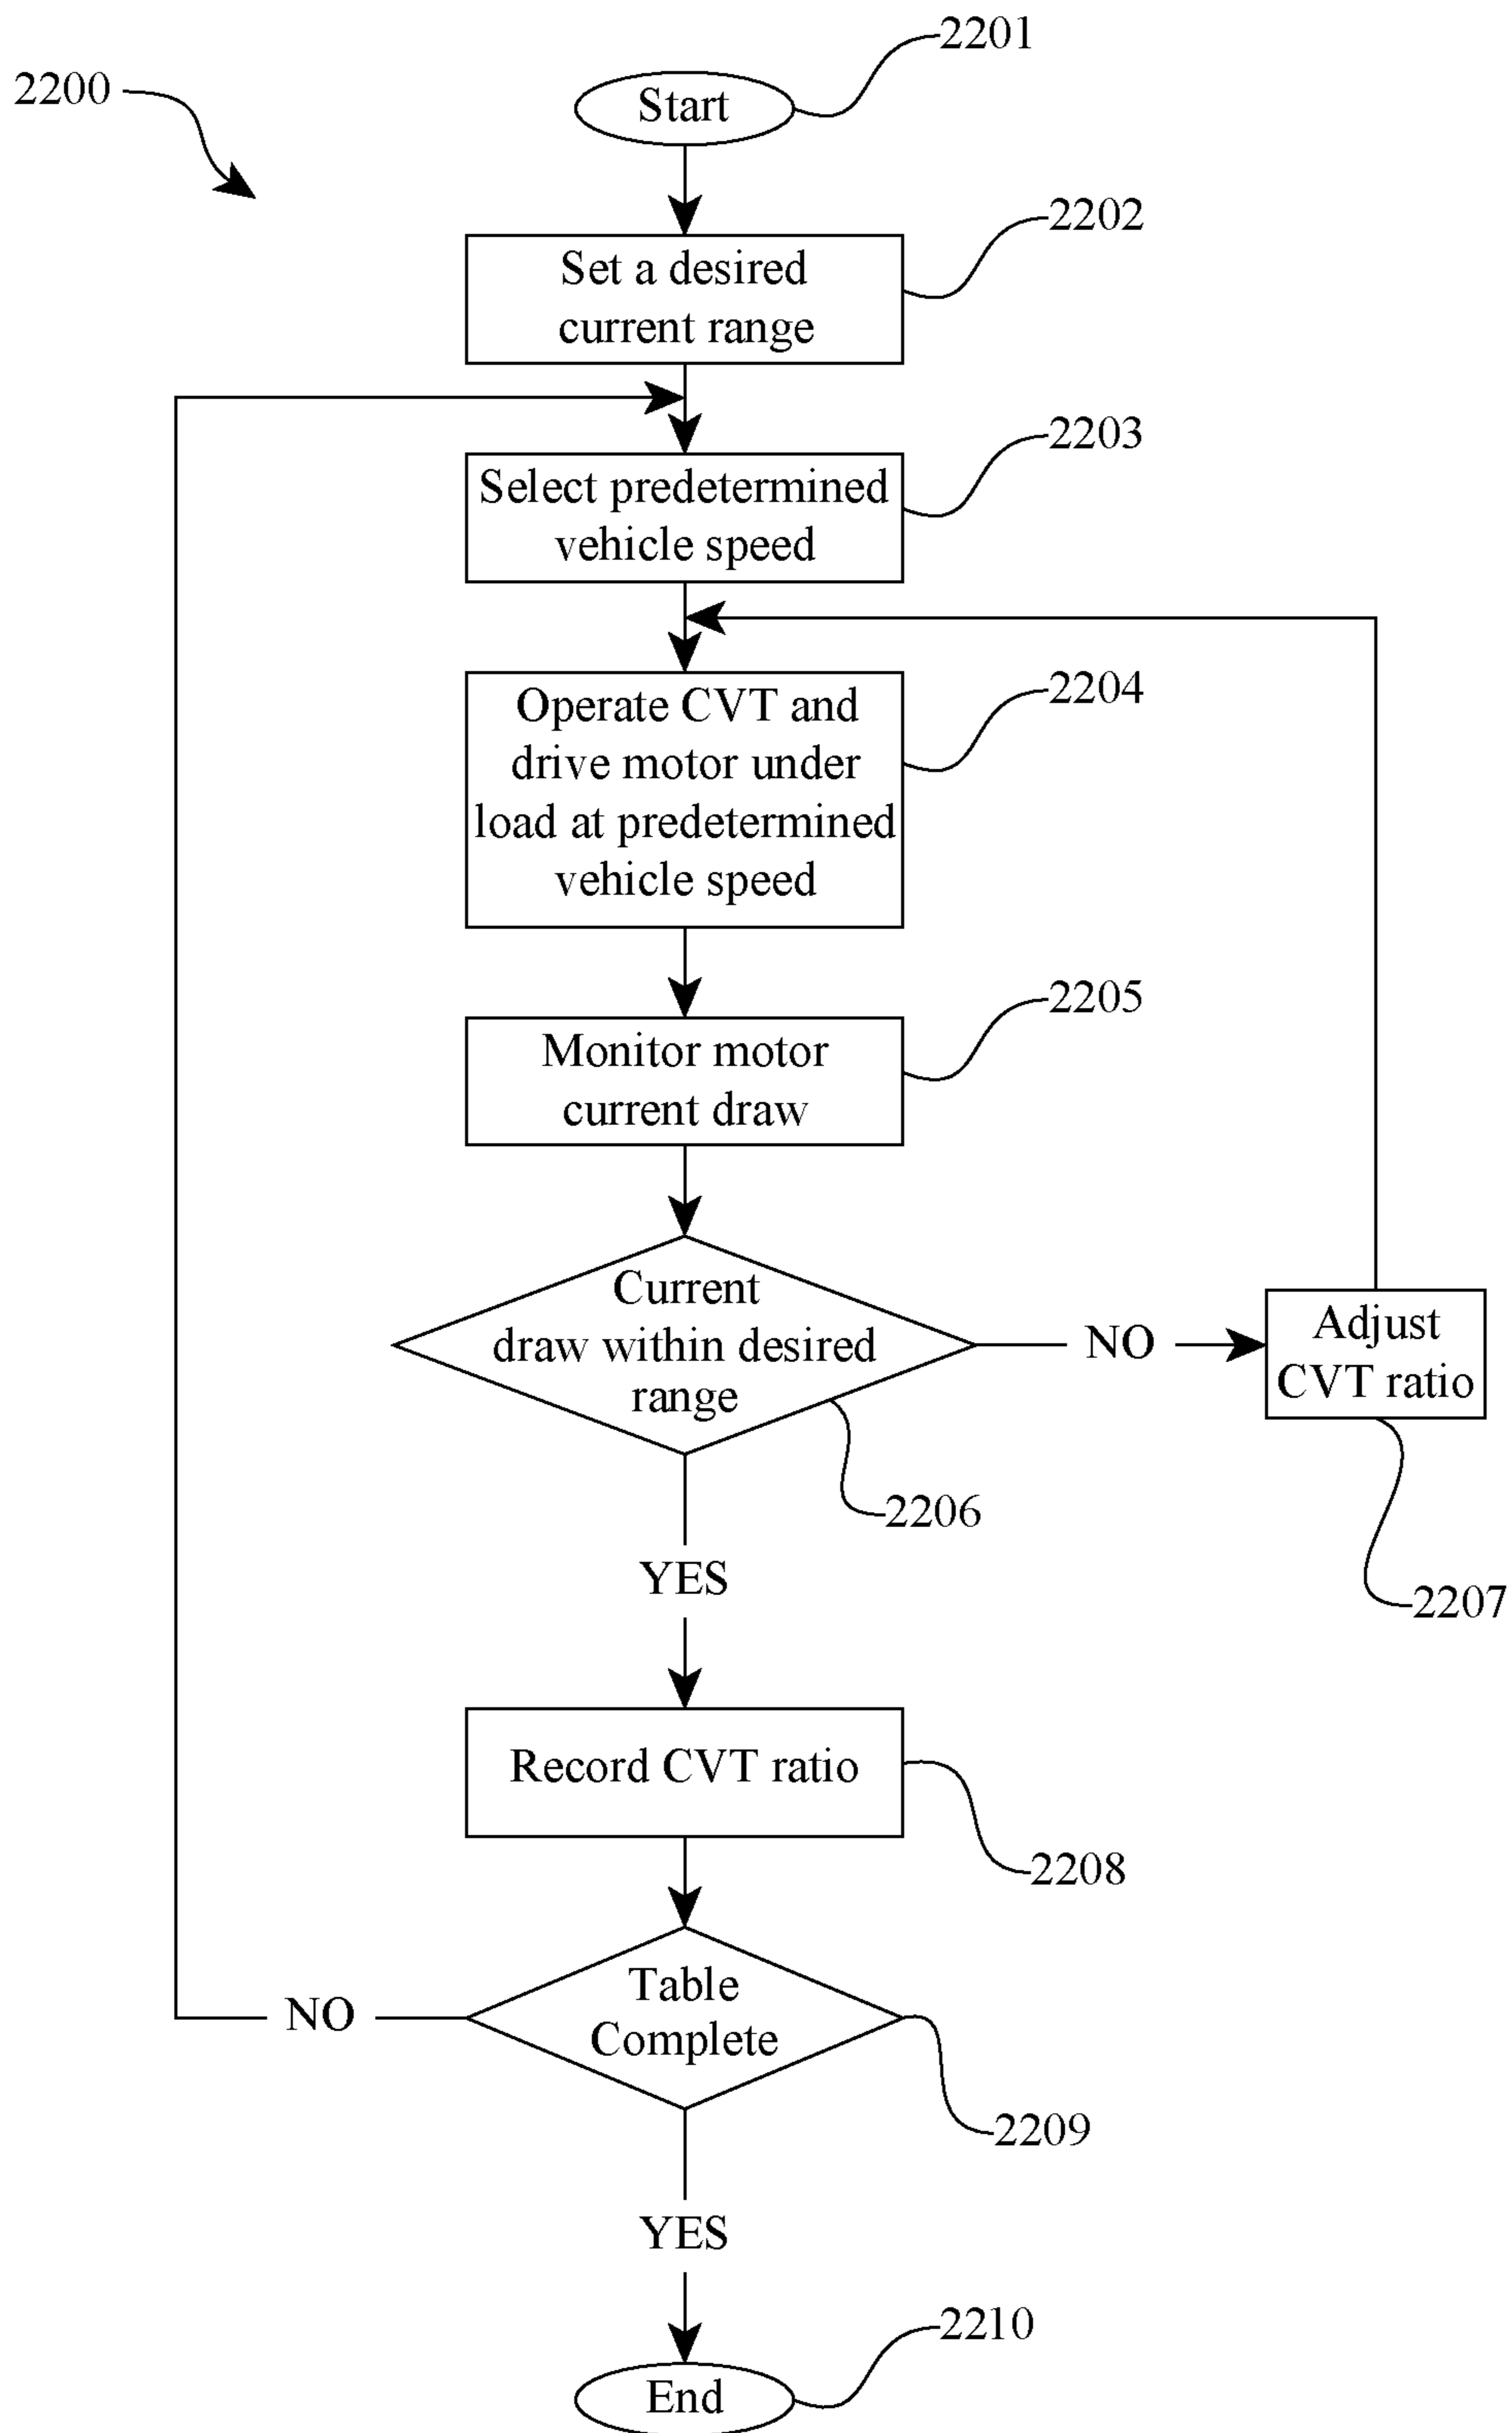 2201
2200
Start
2202
Set a desired
current range
2203
Select predetermined
vehicle speed
2204
Operate CVT and
drive motor under
load at predetermined
vehicle speed
2205
Monitor motor
current draw
Current
draw within desired
range
NO
Adjust
CVT ratio
2206
YES
2207
Record CVT ratio
2208
Table
Complete
NO
2209
YES
2210
End